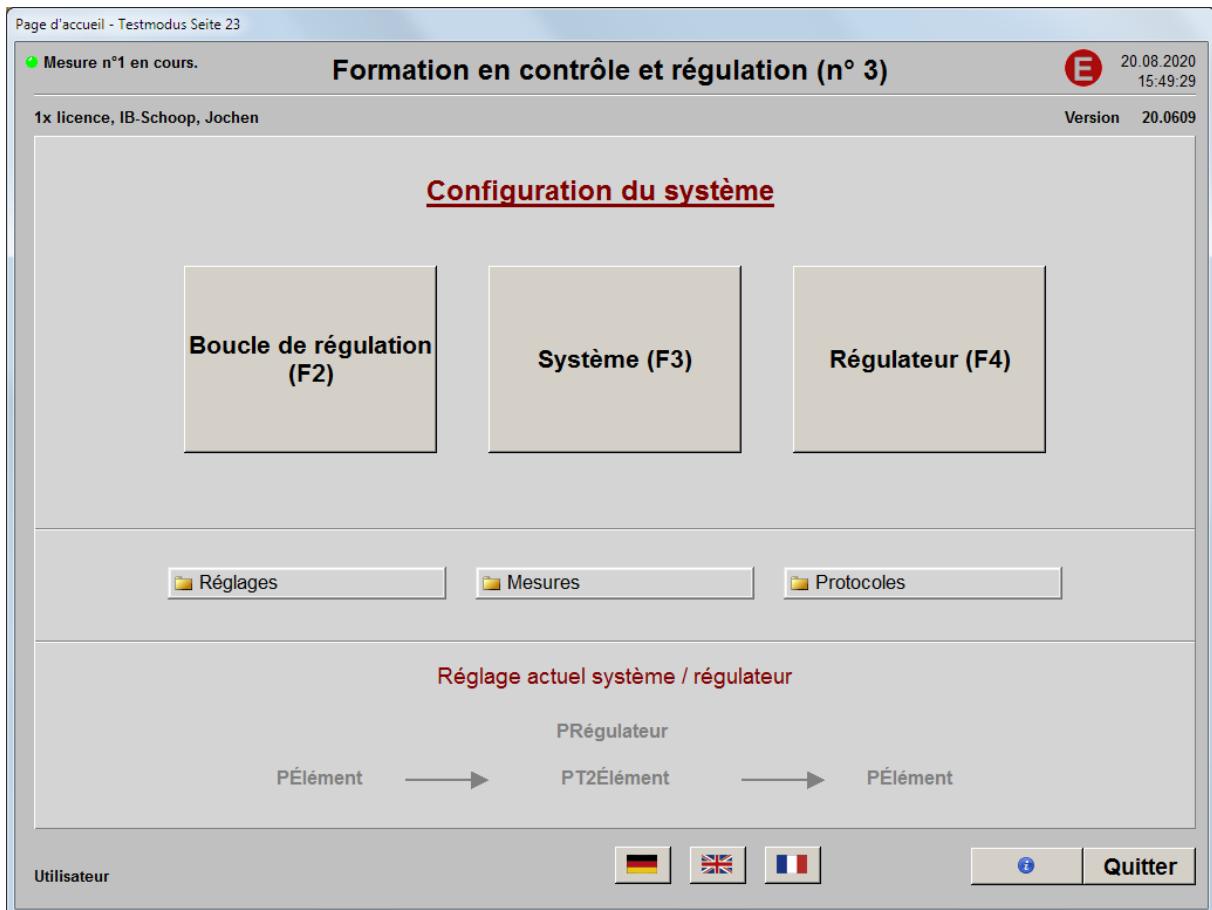 Page d'accueil - Testmodus Seite 23
Mesure n°1 en cours.
Formation en contrôle et régulation (n° 3)
E
20.08.2020
15:49:29
1x licence, IB-Schoop, Jochen
Version 20.0609
Configuration du système
Boucle de régulation
(F2)
Système (F3)
Régulateur (F4)
Réglages
Mesures
Protocoles
Réglage actuel système / régulateur
PRégulateur
PÉlément
PT2Élément
PÉlément
Utilisateur
i
Quitter